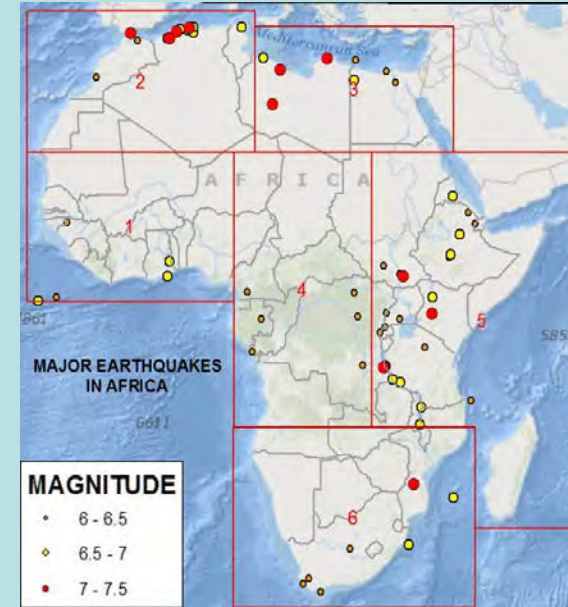 Mediterranean Sea
2
3
A F R I C A
1
4
5
6
MAJOR EARTHQUAKES
IN AFRICA
G611
MAGNITUDE
6 - 6.5
6.5 - 7
7 - 7.5